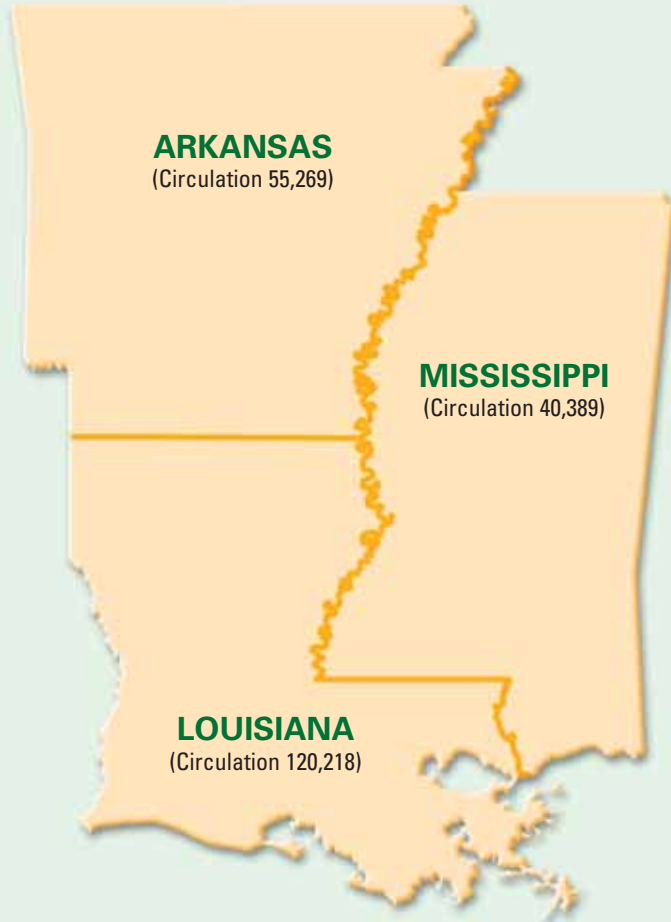 ARKANSAS
(Circulation 55,269)
MISSISSIPPI
(Circulation 40,389)
LOUISIANA
(Circulation 120,218)